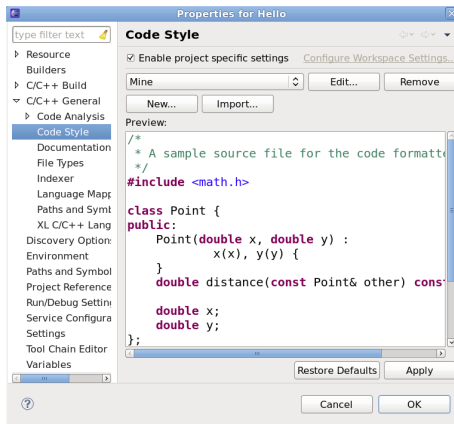 Properties for Hello
type filter text
Resource
Builders
C/C++ Build
C/C++ General
Code Analysis
Code Style
Documentation
File Types
Indexer
Language Mapp
Paths and Symb
XL C/C++ Lang
Discovery Option
Environment
Paths and Symbol
Project Reference
Run/Debug Setting
Service Configura
Settings
Tool Chain Editor
Variables
Code Style
Enable project specific settings
Configure Workspace Settings...
Mine
Edit...
Remove
New...
Import...
Preview:
/*
 * A sample source file for the code formatte
 */
#include <math.h>
class Point {
public:
    Point(double x, double y) :
            x(x), y(y) {
    }
    double distance(const Point& other) cons
    double x;
    double y;
};
Restore Defaults
Apply
Cancel
OK